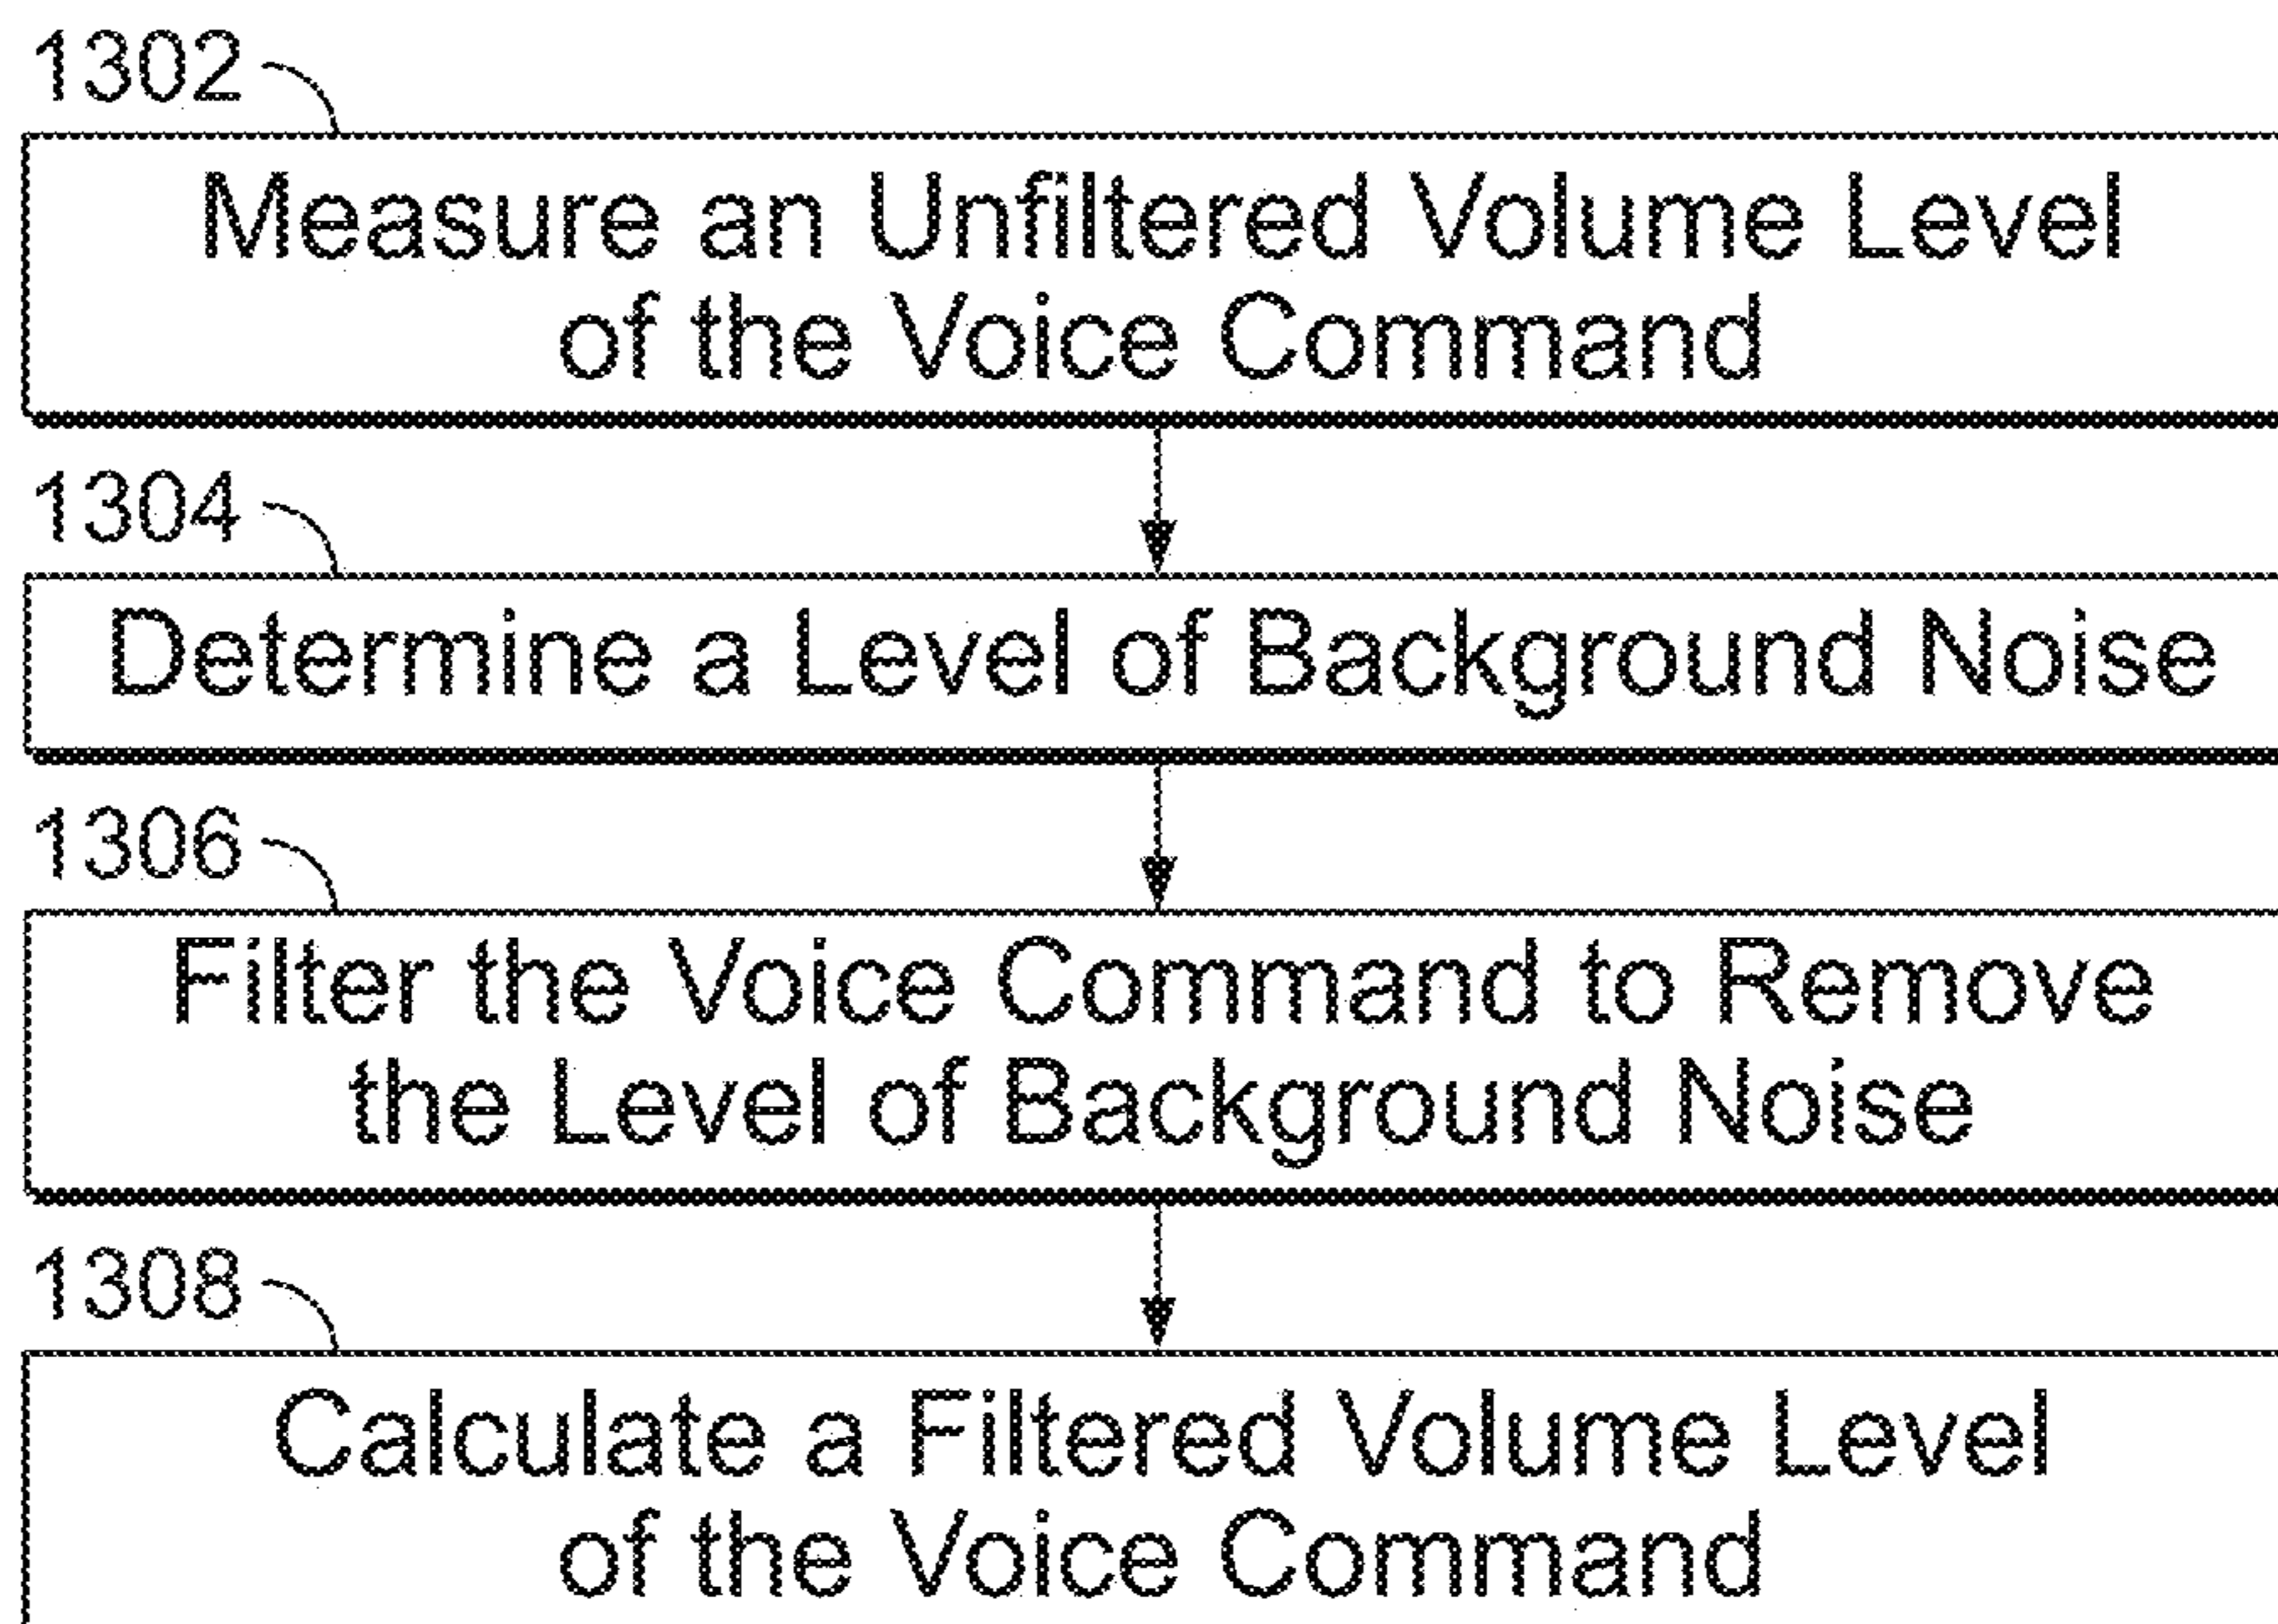 1302
Measure an Unfiltered Volume Level
of the Voice Command
1304
Determine a Level of Background Noise
1306
Filter the Voice Command to Remove
the Level of Background Noise
1308
Calculate a Filtered Volume Level
of the Voice Command